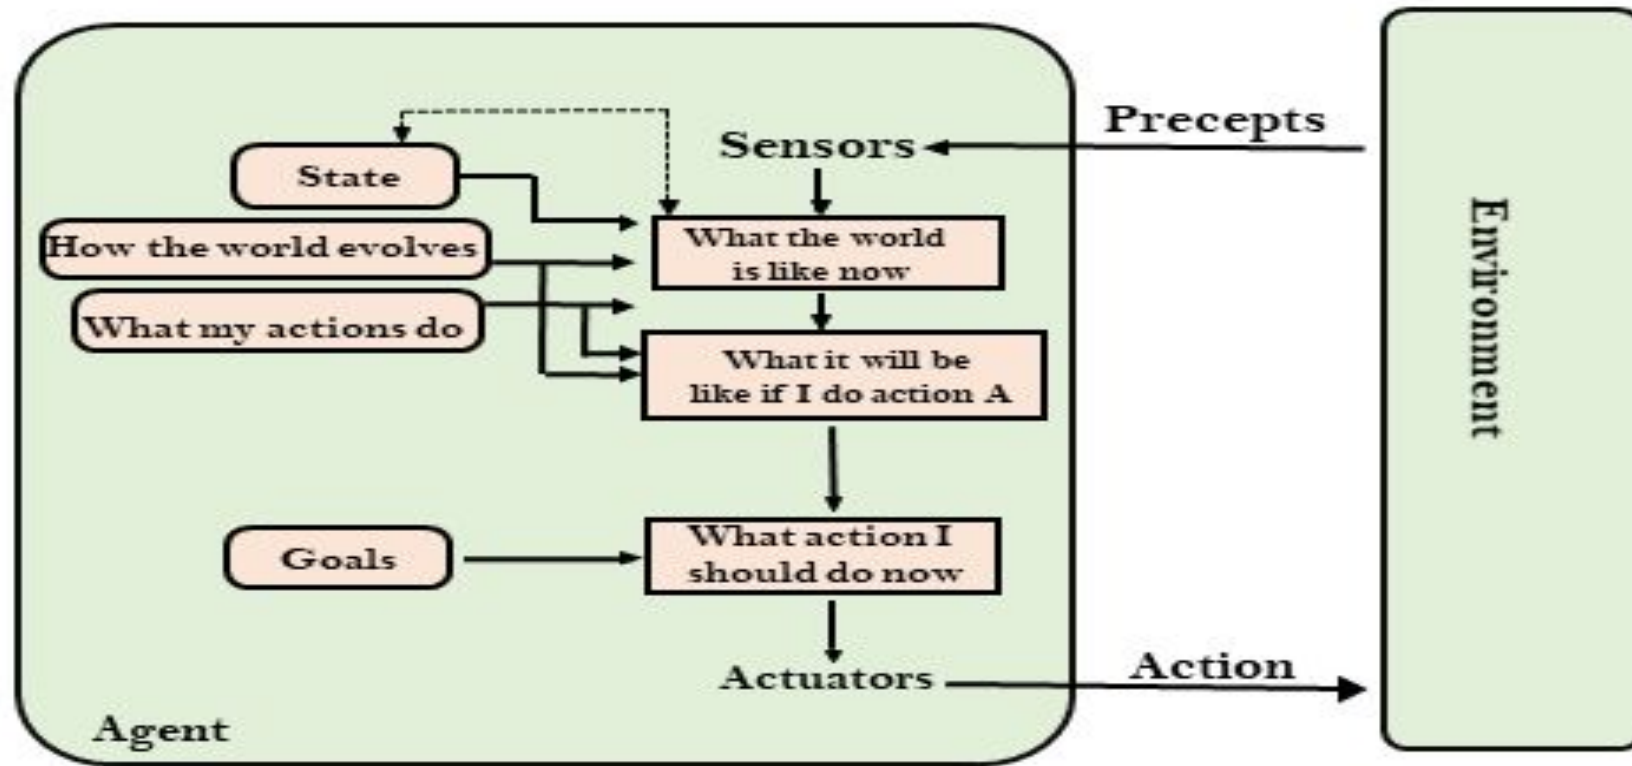 Precepts
Sensors
State
How the world evolves
What the world
is like now
What my actions do
What it will be
like if I do action A
Environment
Goals
What action I
should do now
Actuators
Action
Agent